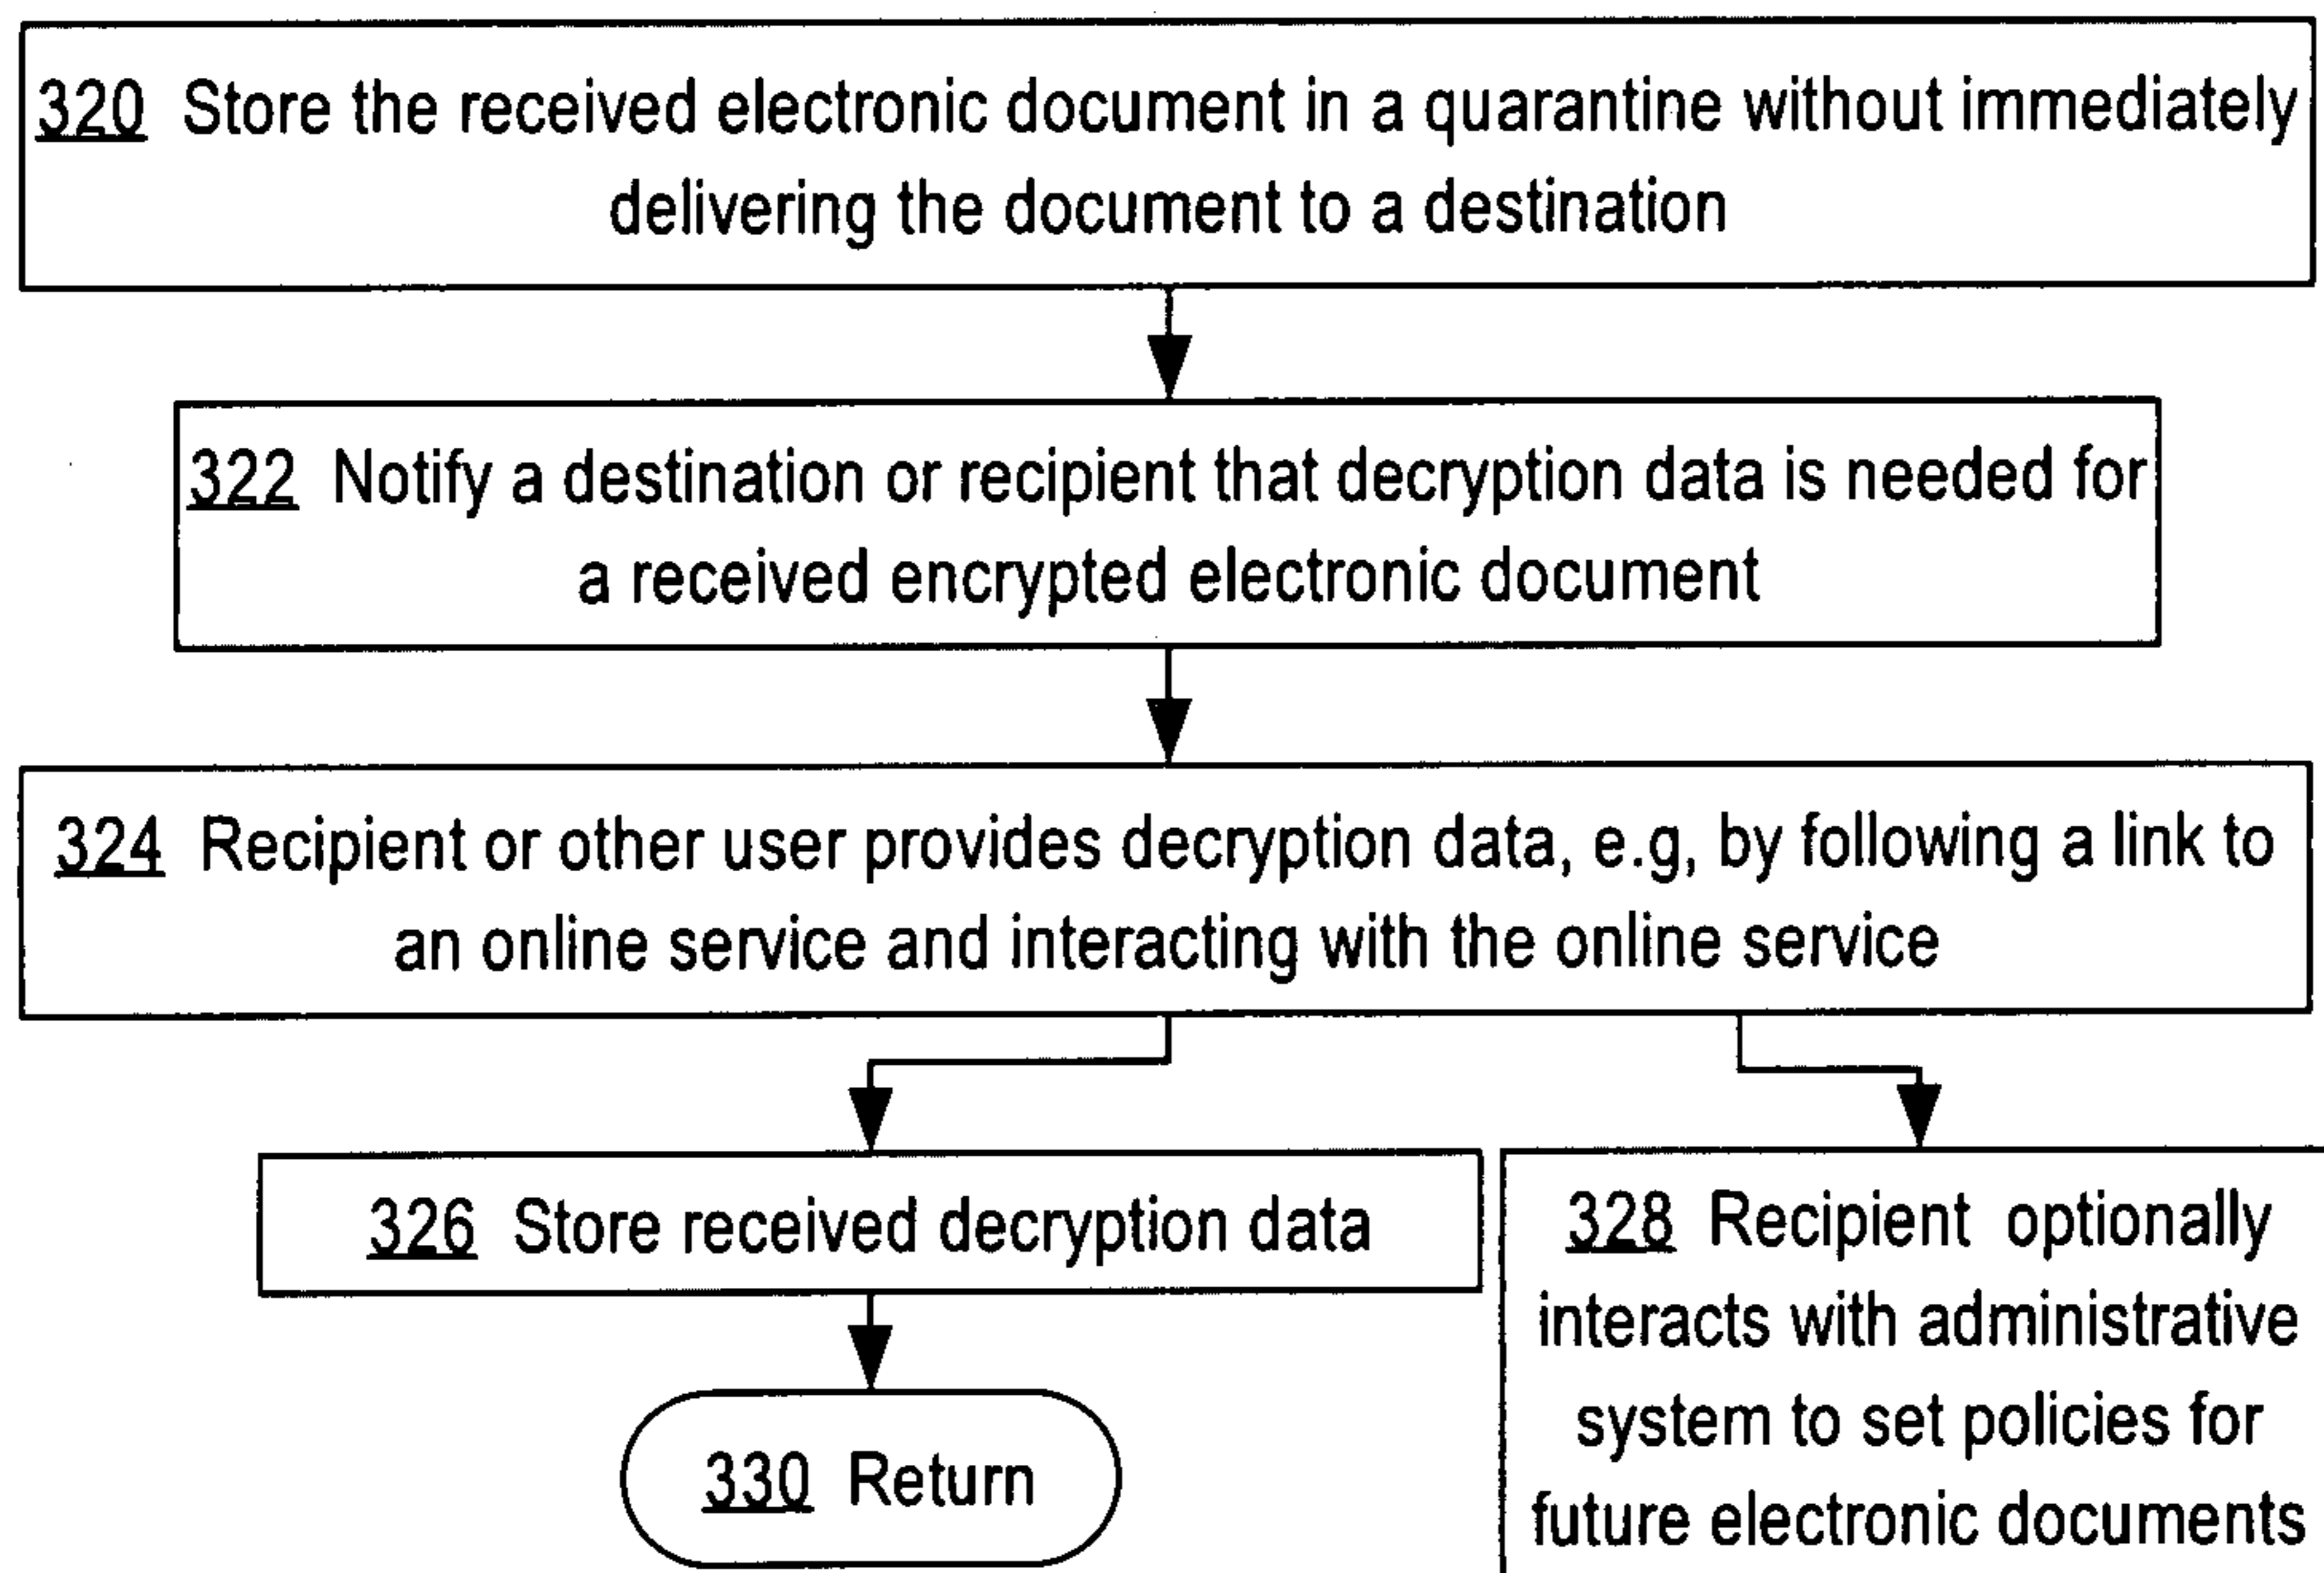 320 Store the received electronic document in a quarantine without immediately
delivering the document to a destination
322 Notify a destination or recipient that decryption data is needed for
a received encrypted electronic document
324 Recipient or other user provides decryption data, e.g, by following a link to
an online service and interacting with the online service
326 Store received decryption data
328 Recipient optionally
interacts with administrative
system to set policies for
future electronic documents
330 Return